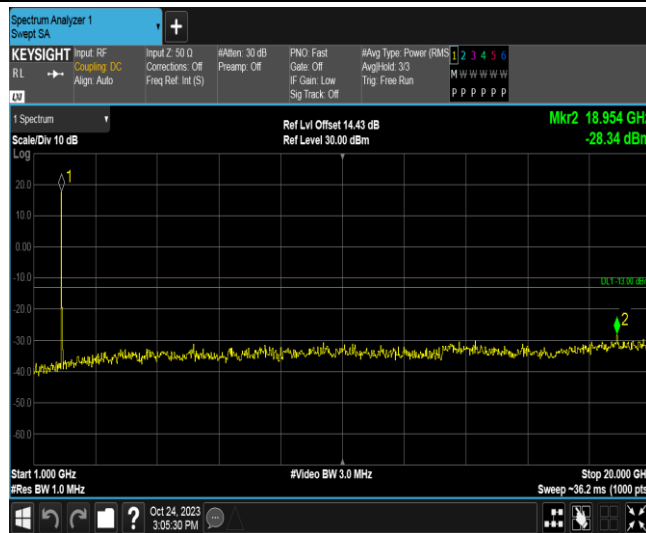 Spectrum Analyzer 1
Swept SA
+
KEYSIGHT Input: RF Input Z: 50 Ω #Atten: 30 dB PNO: Fast #Avg Type: Power (RMS 1 2 3 4 5 6
RL Coupling: DC Corrections: Off Preamp: Off Gate: Off Avg|Hold: 3/3 M W W W W W
Align: Auto Freq Ref: Int (S) IF Gain: Low Trig: Free Run
LXI Sig Track: Off P P P P P P
1 Spectrum Ref Lvl Offset 14.43 dB Mkr2 18.954 GHz
Scale/Div 10 dB Ref Level 30.00 dBm -28.34 dBm
Log
1
20.0
10.0
0.00
-10.0
DL1 -13.00 dBm
-20.0
2
-30.0
-40.0
-50.0
-60.0
Start 1.000 GHz #Video BW 3.0 MHz Stop 20.000 GHz
#Res BW 1.0 MHz Sweep ~36.2 ms (1000 pts
? Oct 24, 2023
3:05:30 PM